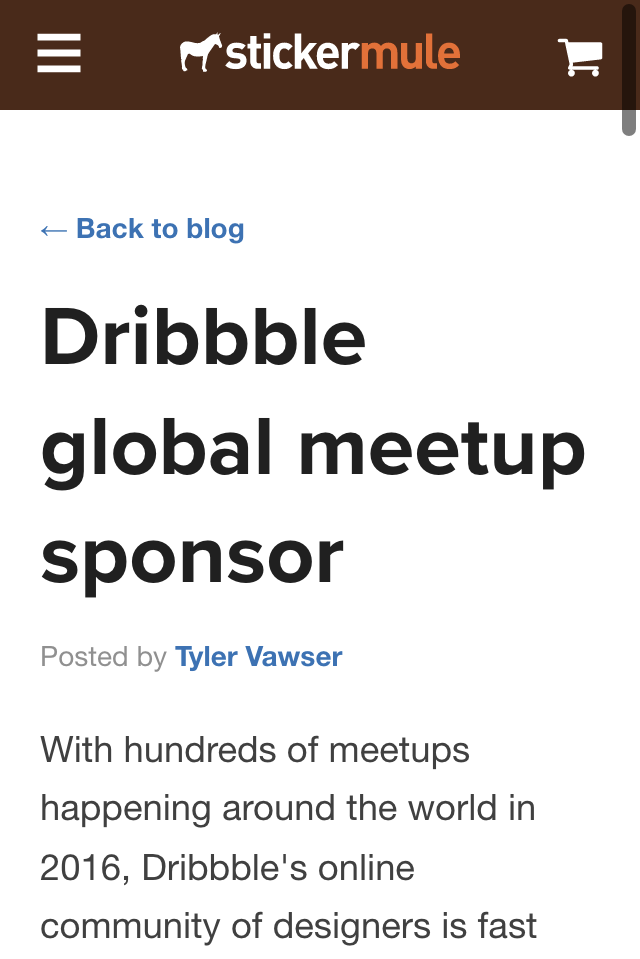 stickermule
← Back to blog
Dribbble
global meetup
sponsor
Posted by Tyler Vawser
With hundreds of meetups
happening around the world in
2016, Dribbble's online
community of designers is fast